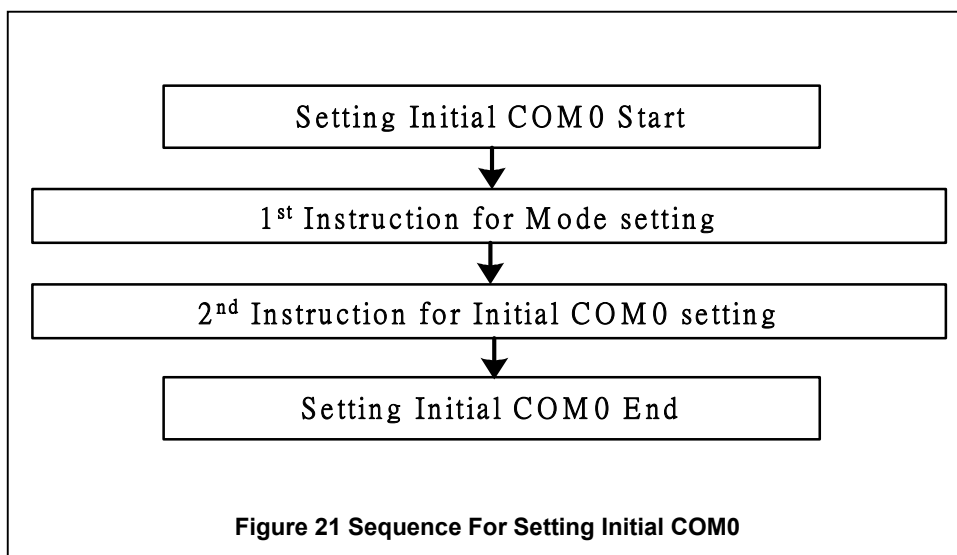 Setting Initial COM0 Start
1st Instruction for Mode setting
2nd Instruction for Initial COM0 setting
Setting Initial COM0 End
Figure 21 Sequence For Setting Initial COM0